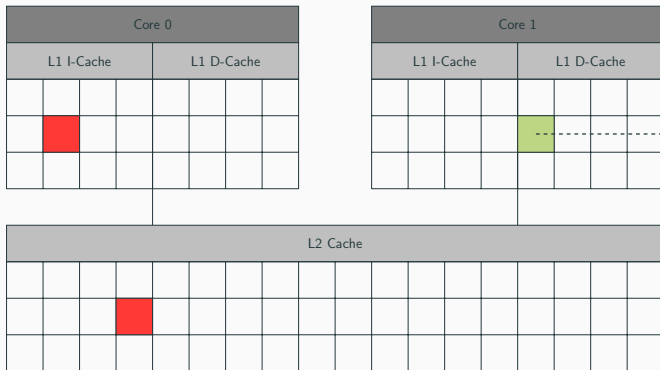 Core 0
Core 1
L1 I-Cache
L1 D-Cache
L1 I-Cache
L1 D-Cache
L2 Cache